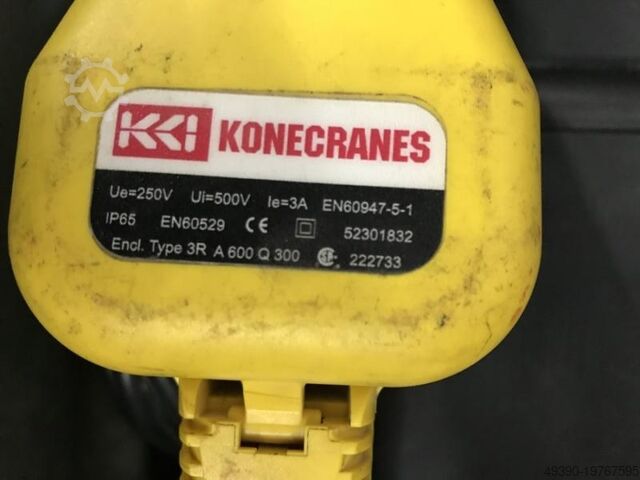 KCI KONECRANES
Ue=250V Ui=500V Ie=3A EN60947-5-1
IP65 EN60529 CE 52301832
Encl. Type 3R A 600 Q 300 222733
49390-19767595